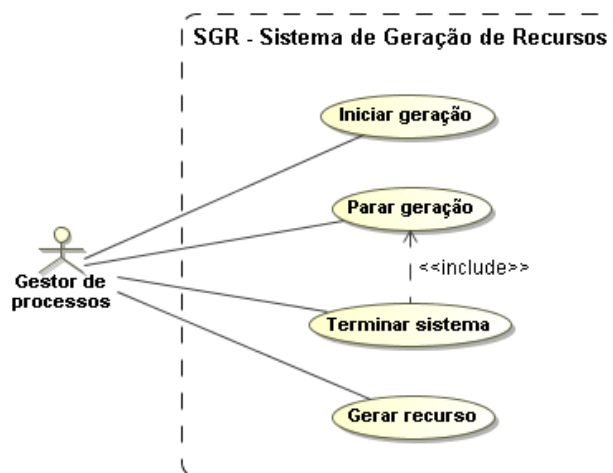 SGR - Sistema de Geração de Recursos
Iniciar geração
Parar geração
<<include>>
Gestor de
processos
Terminar sistema
Gerar recurso